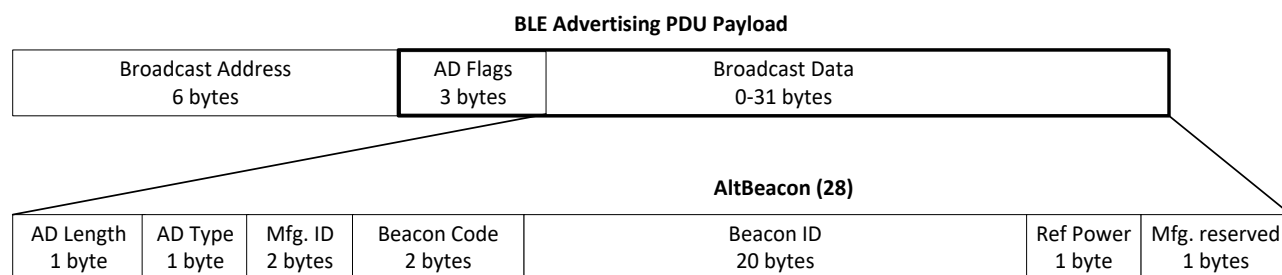 BLE Advertising PDU Payload
Broadcast Address
6 bytes
AD Flags
3 bytes
Broadcast Data
0-31 bytes
AltBeacon (28)
AD Length
1 byte
AD Type
1 byte
Mfg. ID
2 bytes
Beacon Code
2 bytes
Beacon ID
20 bytes
Ref Power
1 byte
Mfg. reserved
1 bytes